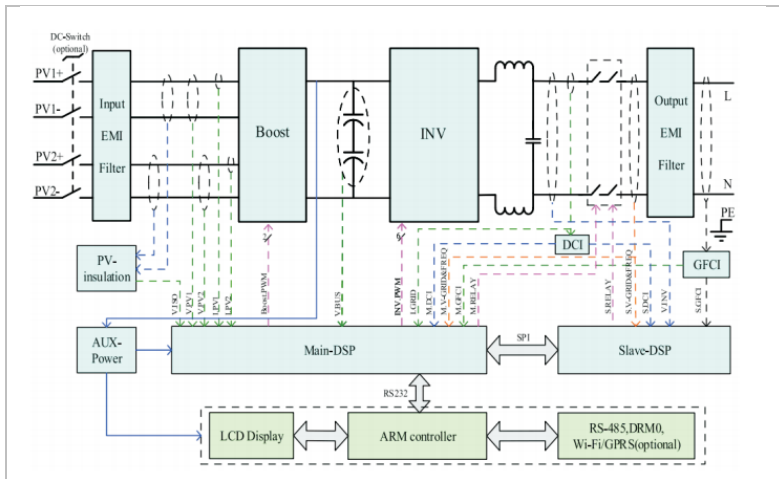 DC-Switch
(optional)
PV1+
PV1-
PV2+
PV2-
Input
EMI
Filter
Boost
INV
Output
EMI
Filter
L
N
PE
PV-
insulation
DCI
GFCI
V.ISO
V.PV1
V.PV2
I.PV1
I.PV2
Boost.PWM
V.BUS
INV.PWM
I.GRID
M.DCI
M.V-GRID&FREQ
M.GFCI
M.RELAY
S.RELAY
S.V-GRID&FREQ
S.DCI
V.INV
S.GFCI
AUX-
Power
Main-DSP
SPI
Slave-DSP
RS232
LCD Display
ARM controller
RS-485,DRM0,
Wi-Fi/GPRS(optional)